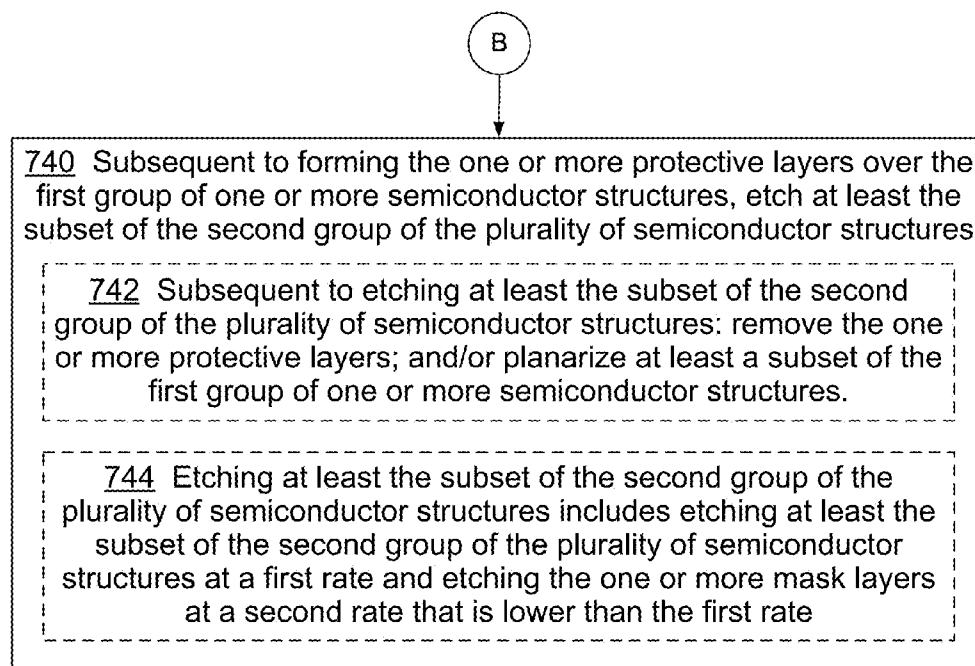 B
740 Subsequent to forming the one or more protective layers over the
first group of one or more semiconductor structures, etch at least the
subset of the second group of the plurality of semiconductor structures
742 Subsequent to etching at least the subset of the second
group of the plurality of semiconductor structures: remove the one
or more protective layers; and/or planarize at least a subset of the
first group of one or more semiconductor structures.
744 Etching at least the subset of the second group of the
plurality of semiconductor structures includes etching at least the
subset of the second group of the plurality of semiconductor
structures at a first rate and etching the one or more mask layers
at a second rate that is lower than the first rate